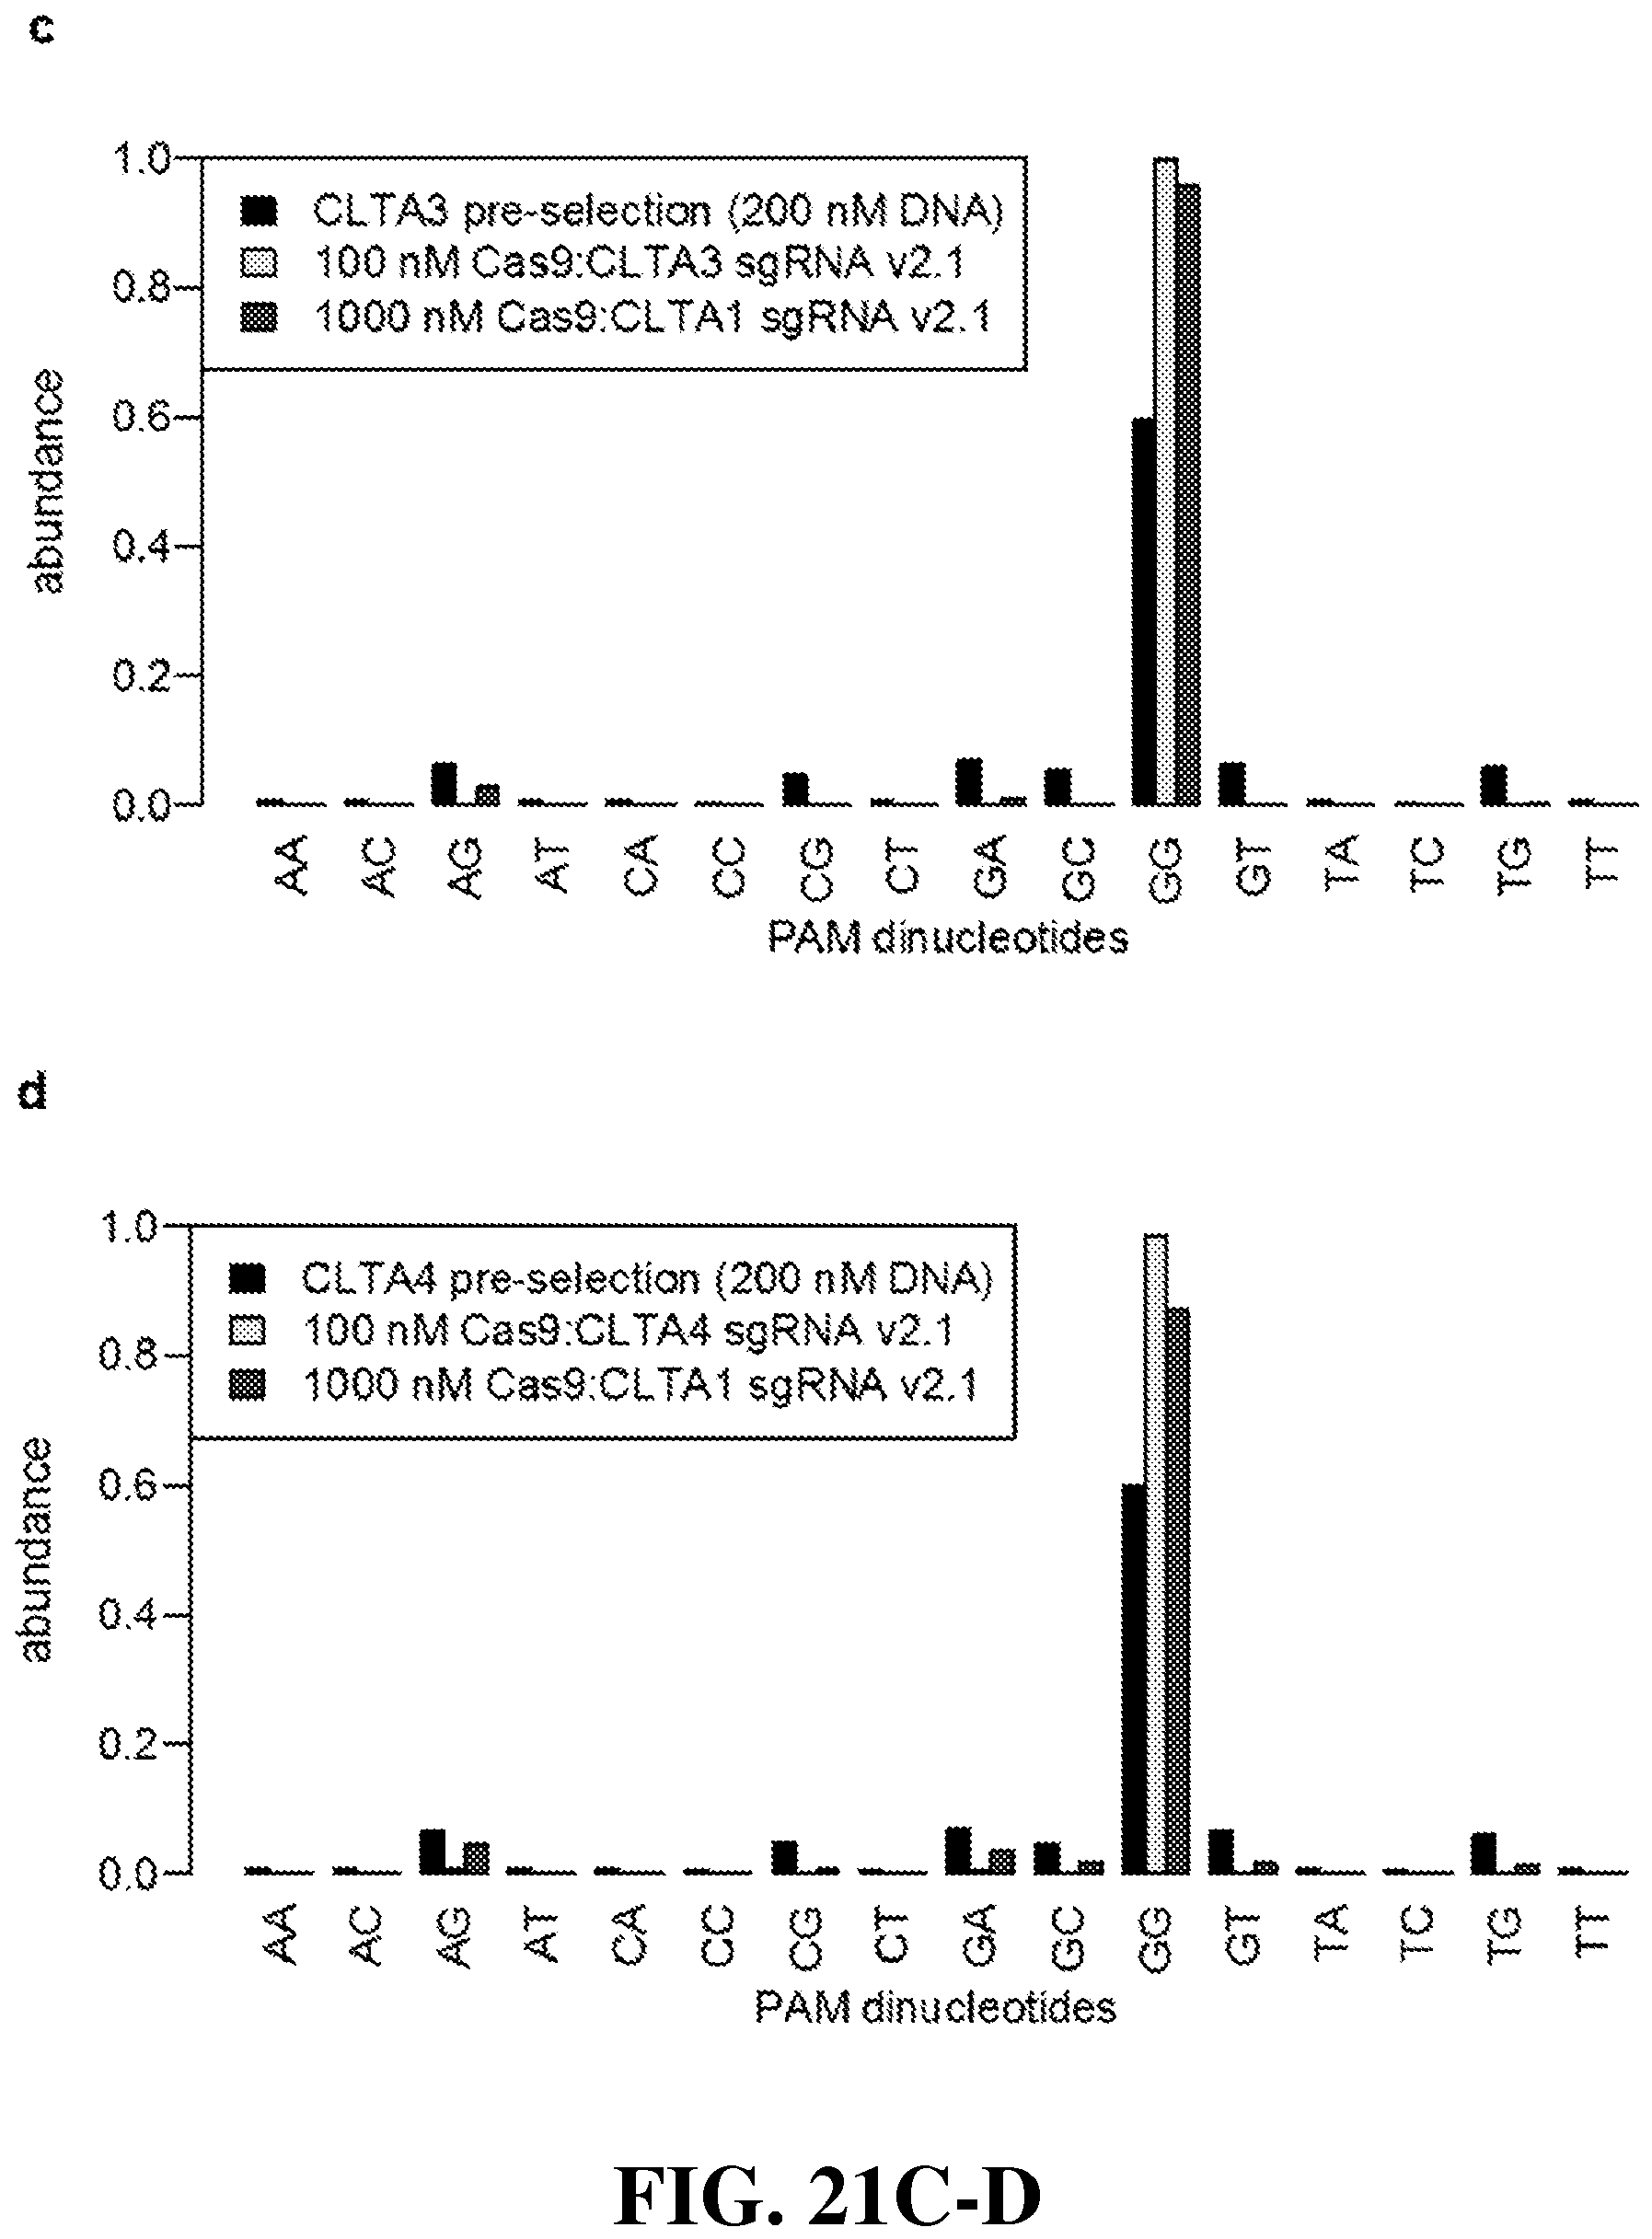 c
1.0
0.8
0.6
0.4
0.2
0.0
abundance
CLTA3 pre-selection (200 nM DNA)
100 nM Cas9:CLTA3 sgRNA v2.1
1000 nM Cas9:CLTA1 sgRNA v2.1
AA AC AG AT CA CC CG CT GA GC GG GT TA TC TG TT
PAM dinucleotides
d
1.0
0.8
0.6
0.4
0.2
0.0
abundance
CLTA4 pre-selection (200 nM DNA)
100 nM Cas9:CLTA4 sgRNA v2.1
1000 nM Cas9:CLTA1 sgRNA v2.1
AA AC AG AT CA CC CG CT GA GC GG GT TA TC TG TT
PAM dinucleotides
FIG. 21C-D